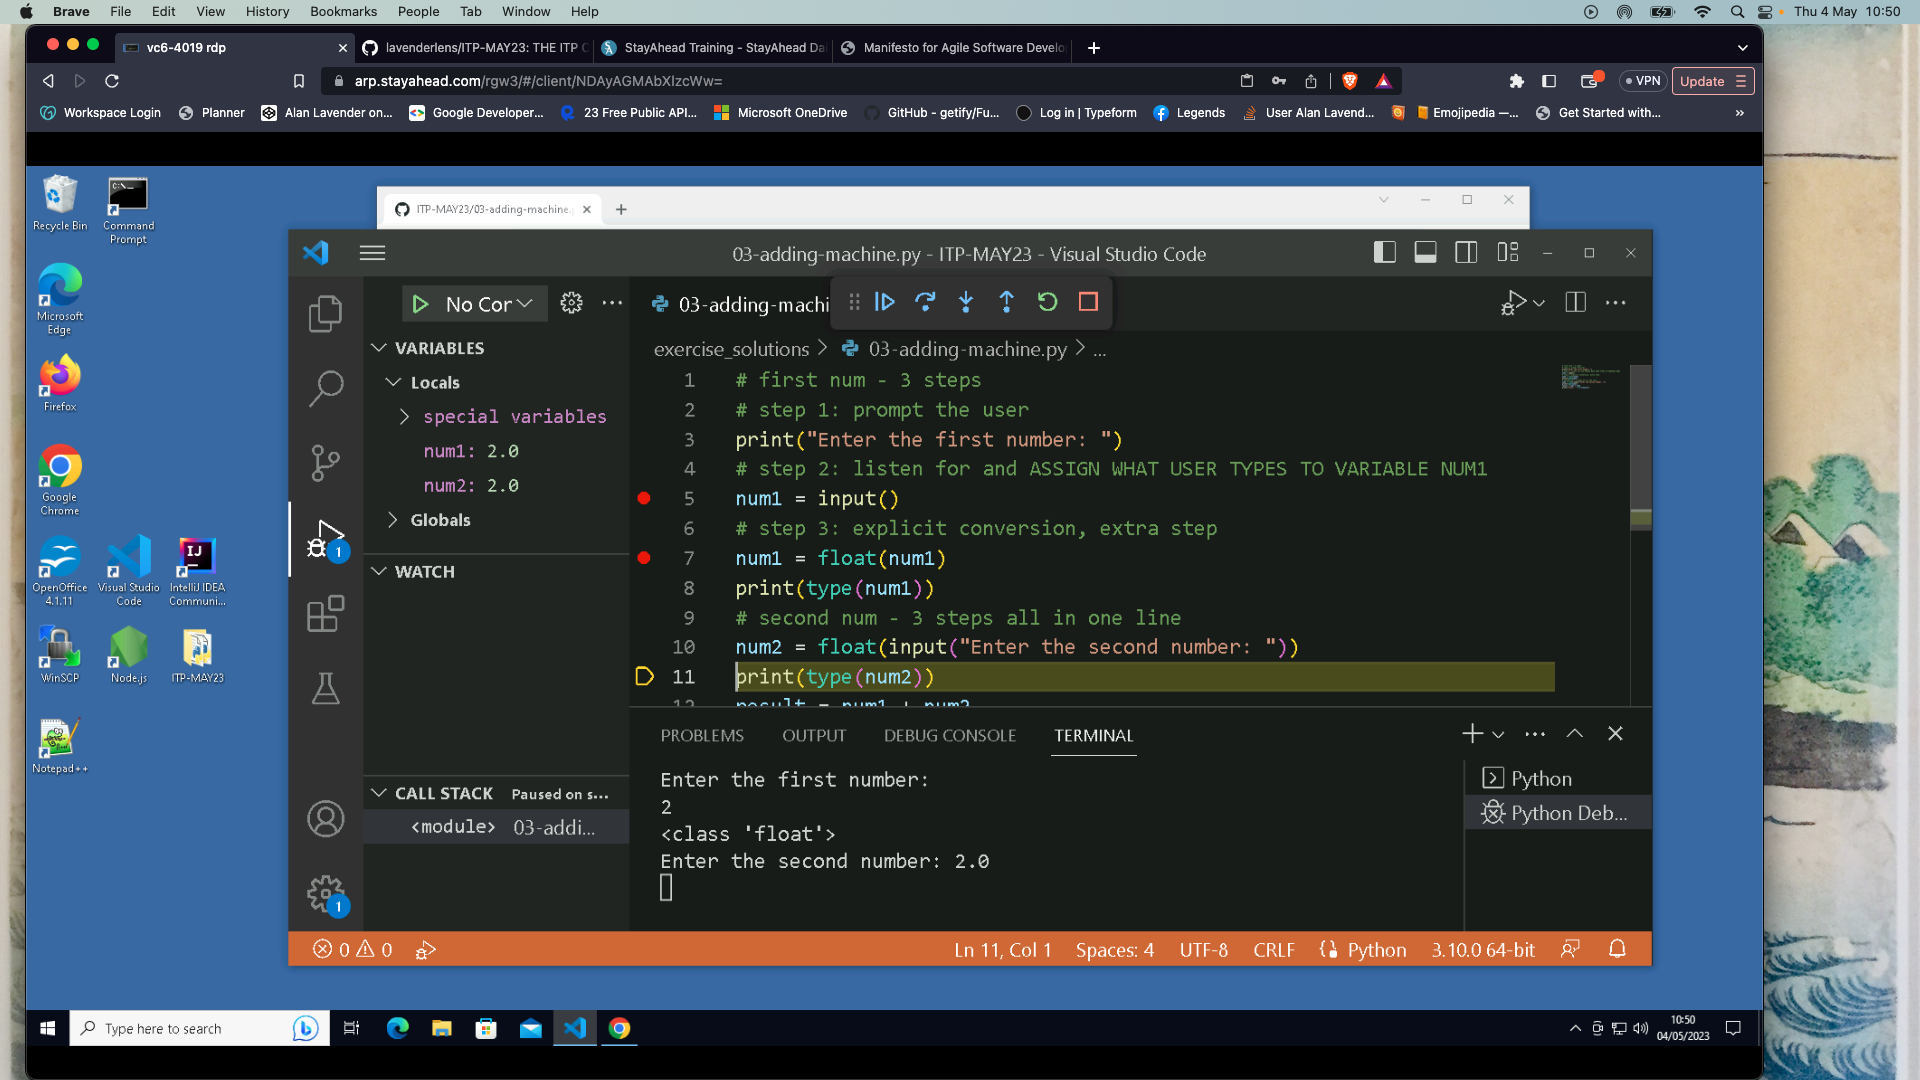 Brave File Edit View History Bookmarks People Tab Window Help Thu 4 May 10:50
vc6-4019 rdp lavenderlens/ITP-MAY23: THE ITP C StayAhead Training - StayAhead Da Manifesto for Agile Software Develo
arp.stayahead.com/rgw3/#/client/NDAyAGMAbXIzcWw= VPN Update
Workspace Login Planner Alan Lavender on... Google Developer... 23 Free Public API... Microsoft OneDrive GitHub - getify/Fu... Log in | Typeform Legends User Alan Lavend... Emojipedia —... Get Started with... »
Recycle Bin
Command Prompt
Microsoft Edge
Firefox
Google Chrome
OpenOffice 4.1.11
Visual Studio Code
IntelliJ IDEA Communi...
WinSCP
Node.js
ITP-MAY23
Notepad++
ITP-MAY23/03-adding-machine.
03-adding-machine.py - ITP-MAY23 - Visual Studio Code
No Cor
03-adding-machi
VARIABLES
Locals
special variables
num1: 2.0
num2: 2.0
Globals
WATCH
CALL STACK Paused on s...
<module> 03-addi...
1
1
exercise_solutions > 03-adding-machine.py > ...
1 # first num - 3 steps
2 # step 1: prompt the user
3 print("Enter the first number: ")
4 # step 2: listen for and ASSIGN WHAT USER TYPES TO VARIABLE NUM1
5 num1 = input()
6 # step 3: explicit conversion, extra step
7 num1 = float(num1)
8 print(type(num1))
9 # second num - 3 steps all in one line
10 num2 = float(input("Enter the second number: "))
11 print(type(num2))
12 result = num1 + num2
PROBLEMS OUTPUT DEBUG CONSOLE TERMINAL
Enter the first number:
2
<class 'float'>
Enter the second number: 2.0
Python
Python Deb...
0 0 Ln 11, Col 1 Spaces: 4 UTF-8 CRLF Python 3.10.0 64-bit
Type here to search
10:50
04/05/2023